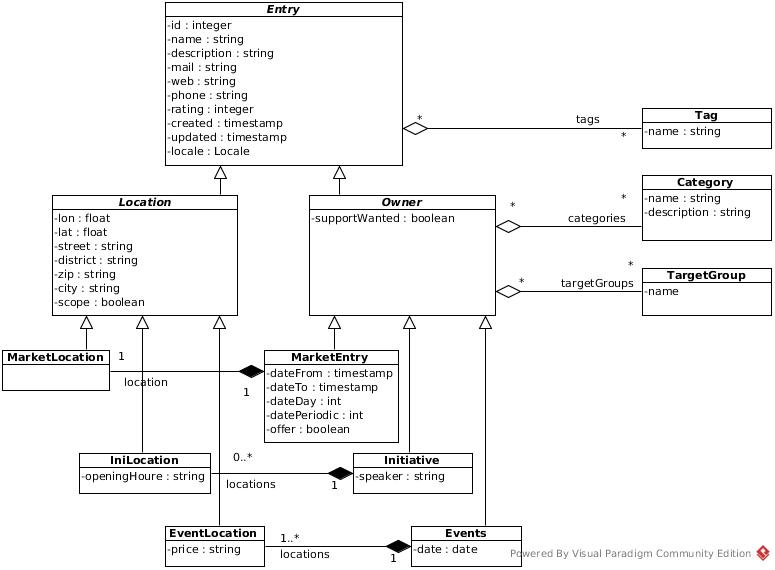 Entry
-id : integer
-name : string
-description : string
-mail : string
-web : string
-phone : string
-rating : integer
-created : timestamp
-updated : timestamp
-locale : Locale
*
tags
*
Tag
-name : string
Location
-lon : float
-lat : float
-street : string
-district : string
-zip : string
-city : string
-scope : boolean
Owner
-supportWanted : boolean
*
*
categories
Category
-name : string
-description : string
*
*
targetGroups
TargetGroup
-name
MarketLocation
1
location
1
MarketEntry
-dateFrom : timestamp
-dateTo : timestamp
-dateDay : int
-datePeriodic : int
-offer : boolean
IniLocation
-openingHoure : string
0..*
locations
1
Initiative
-speaker : string
EventLocation
-price : string
1..*
locations
1
Events
-date : date
Powered By Visual Paradigm Community Edition